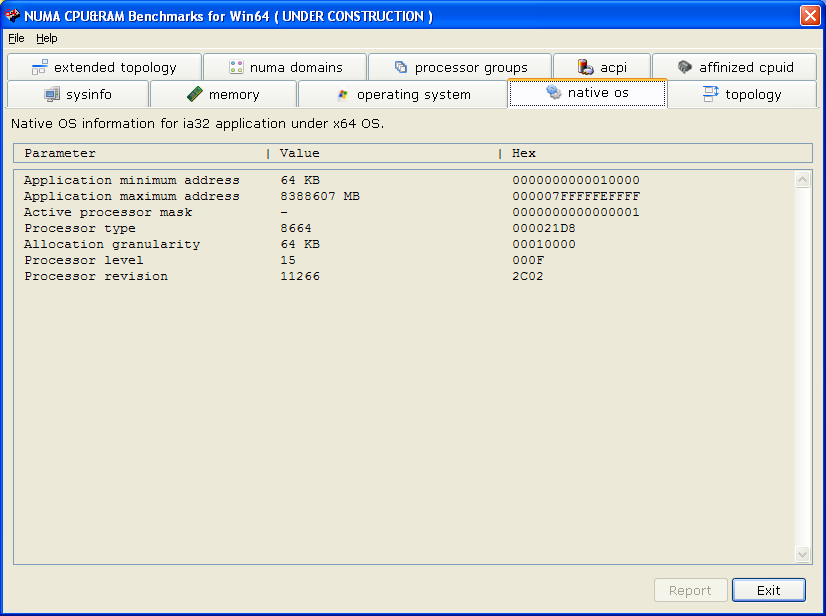 NUMA CPU&RAM Benchmarks for Win64 ( UNDER CONSTRUCTION )
File Help
extended topology numa domains processor groups acpi affinized cpuid
sysinfo memory operating system native os topology
Native OS information for ia32 application under x64 OS.
Parameter | Value | Hex
Application minimum address 64 KB 0000000000010000
Application maximum address 8388607 MB 000007FFFFFEFFFF
Active processor mask - 0000000000000001
Processor type 8664 000021D8
Allocation granularity 64 KB 00010000
Processor level 15 000F
Processor revision 11266 2C02
Report Exit